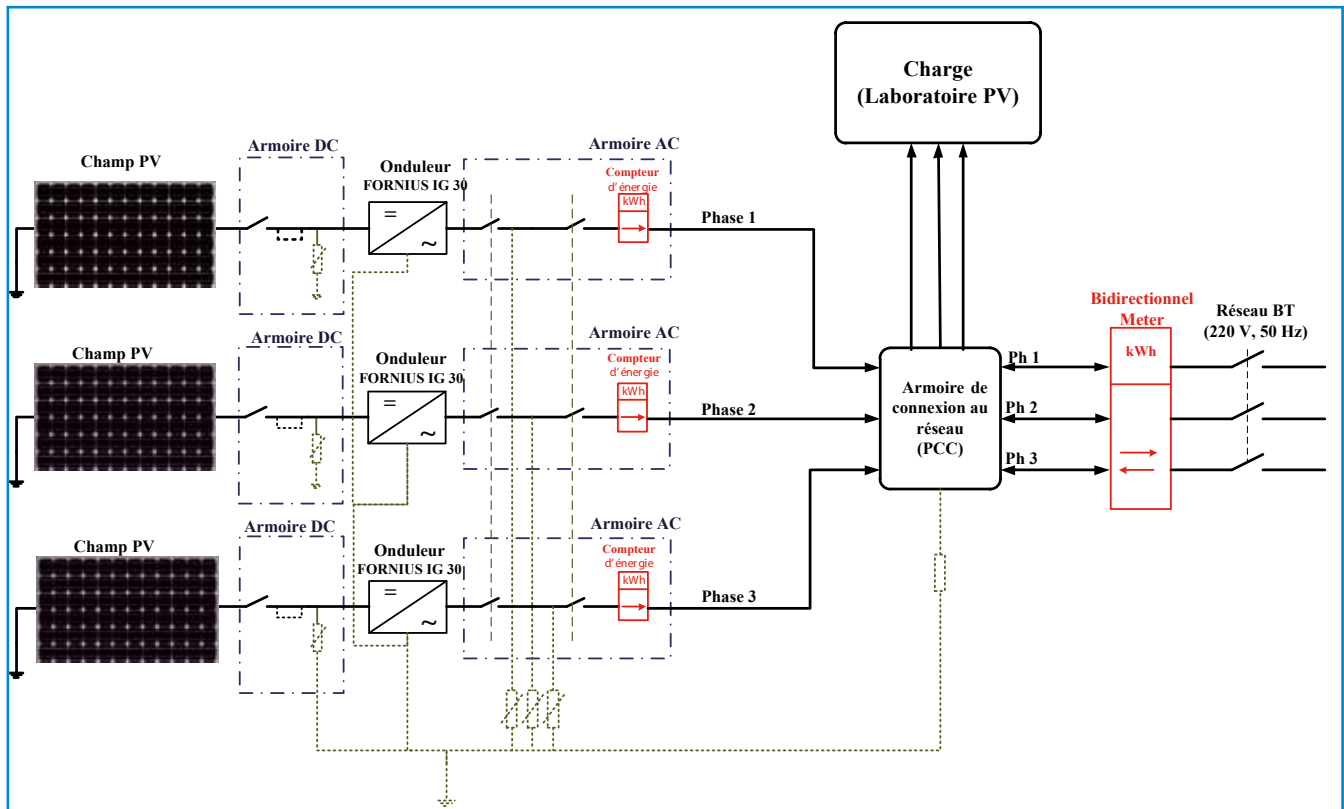 Charge
(Laboratoire PV)
Armoire DC
Armoire AC
Champ PV
Onduleur
FORNIUS IG 30
Compteur
d'énergie
kWh
=
~
Phase 1
Bidirectionnel
Meter
Réseau BT
(220 V, 50 Hz)
Armoire DC
Armoire AC
Champ PV
Onduleur
FORNIUS IG 30
Compteur
d'énergie
kWh
=
~
Phase 2
Armoire de
connexion au
réseau
(PCC)
Ph 1
Ph 2
Ph 3
kWh
Armoire DC
Armoire AC
Champ PV
Onduleur
FORNIUS IG 30
Compteur
d'énergie
kWh
=
~
Phase 3